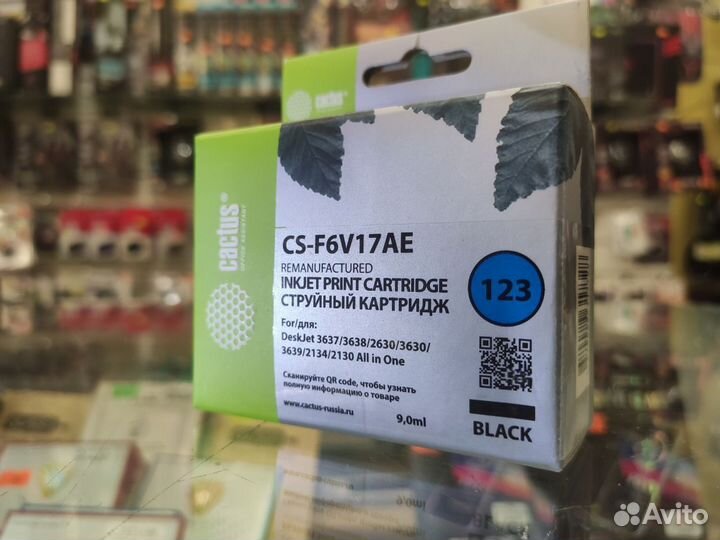 cactus®
cactus®
OFFICE ASSISTANT
CS-F6V17AE
REMANUFACTURED
INKJET PRINT CARTRIDGE
СТРУЙНЫЙ КАРТРИДЖ
123
For/для:
DeskJet 3637/3638/2630/3630/
3639/2134/2130 All in One
Сканируйте QR code, чтобы узнать
полную информацию о товаре
www.cactus-russia.ru
9,0ml
BLACK
Avito